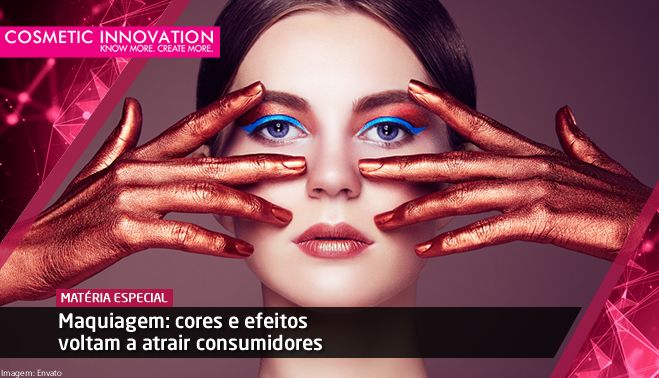 COSMETIC INNOVATION
KNOW MORE. CREATE MORE.
MATÉRIA ESPECIAL
Maquiagem: cores e efeitos
voltam a atrair consumidores
Imagem: Envato